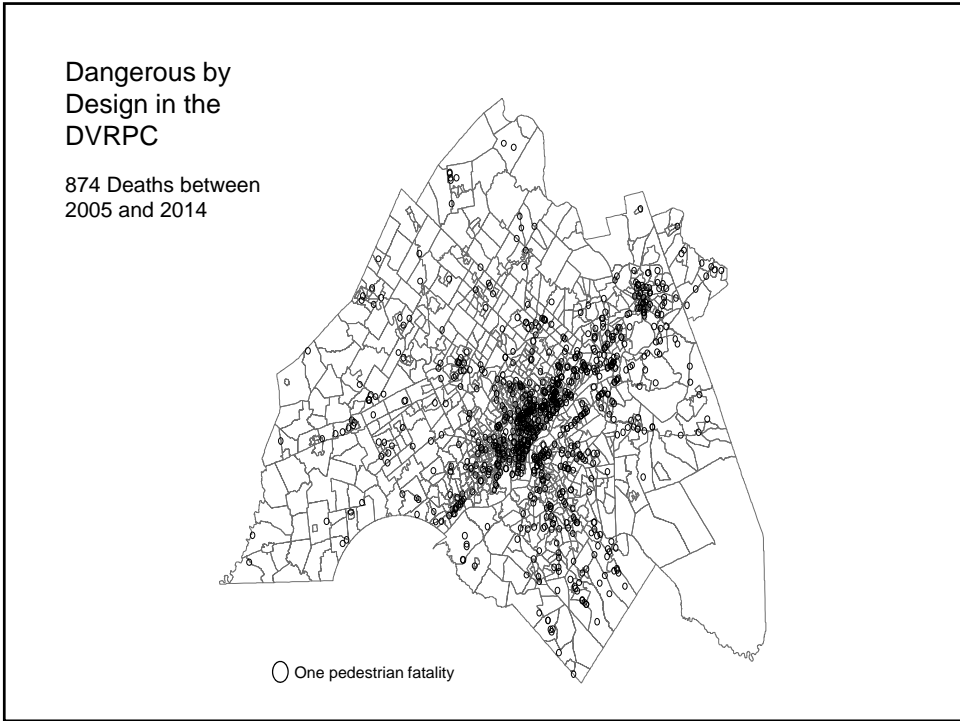 Dangerous by
Design in the
DVRPC
874 Deaths between
2005 and 2014
One pedestrian fatality